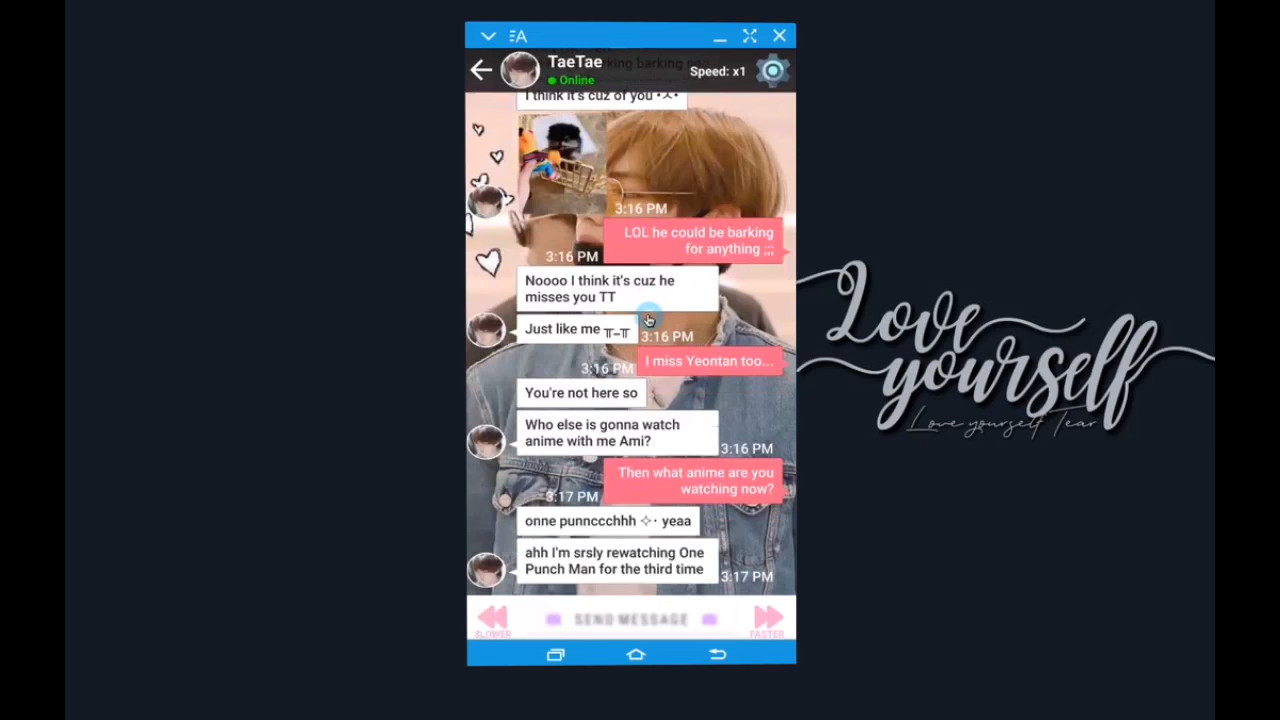 TaeTae
Online
Speed: x1
I think it's cuz of you •ㅅ•
3:16 PM
LOL he could be barking
for anything ;;;
3:16 PM
Noooo I think it's cuz he
misses you TT
Just like me ╥_╥
3:16 PM
I miss Yeontan too...
3:16 PM
You're not here so
Who else is gonna watch
anime with me Ami?
3:16 PM
Then what anime are you
watching now?
3:17 PM
onne punnccchhh ✧· yeaa
ahh I'm srsly rewatching One
Punch Man for the third time
3:17 PM
SLOWER
SEND MESSAGE
FASTER
Love
yourself
Love yourself Tear